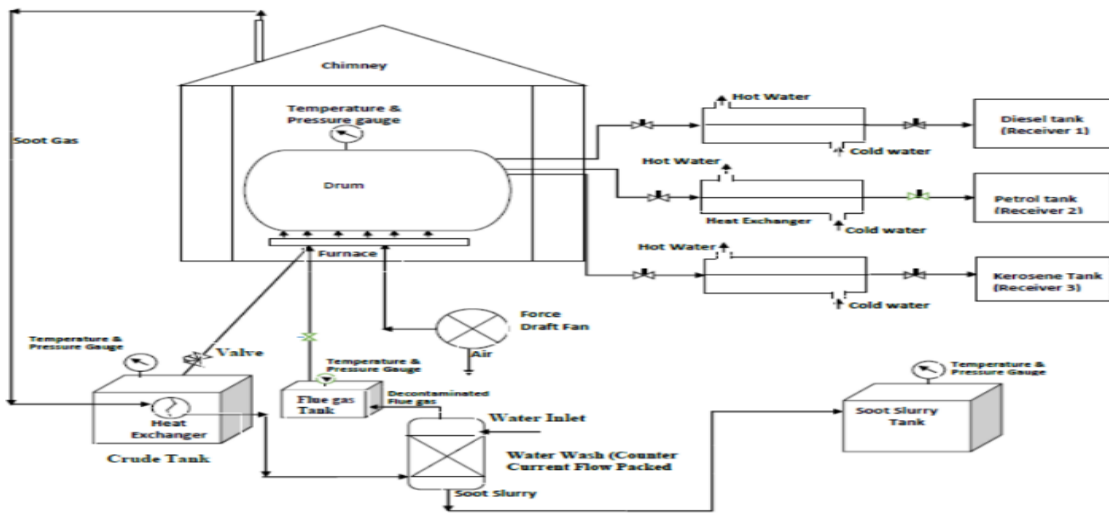 Chimney
Temperature &
Pressure gauge
Soot Gas
Drum
Furnace
Hot Water
Cold water
Diesel tank
(Receiver 1)
Hot Water
Heat Exchanger
Cold water
Petrol tank
(Receiver 2)
Hot Water
Cold water
Kerosene Tank
(Receiver 3)
Force
Draft Fan
Air
Temperature &
Pressure Gauge
Valve
Heat
Exchanger
Crude Tank
Temperature &
Pressure Gauge
Flue gas
Tank
Decontaminated
Flue gas
Water Inlet
Water Wash (Counter
Current Flow Packed
Soot Slurry
Temperature &
Pressure Gauge
Soot Slurry
Tank